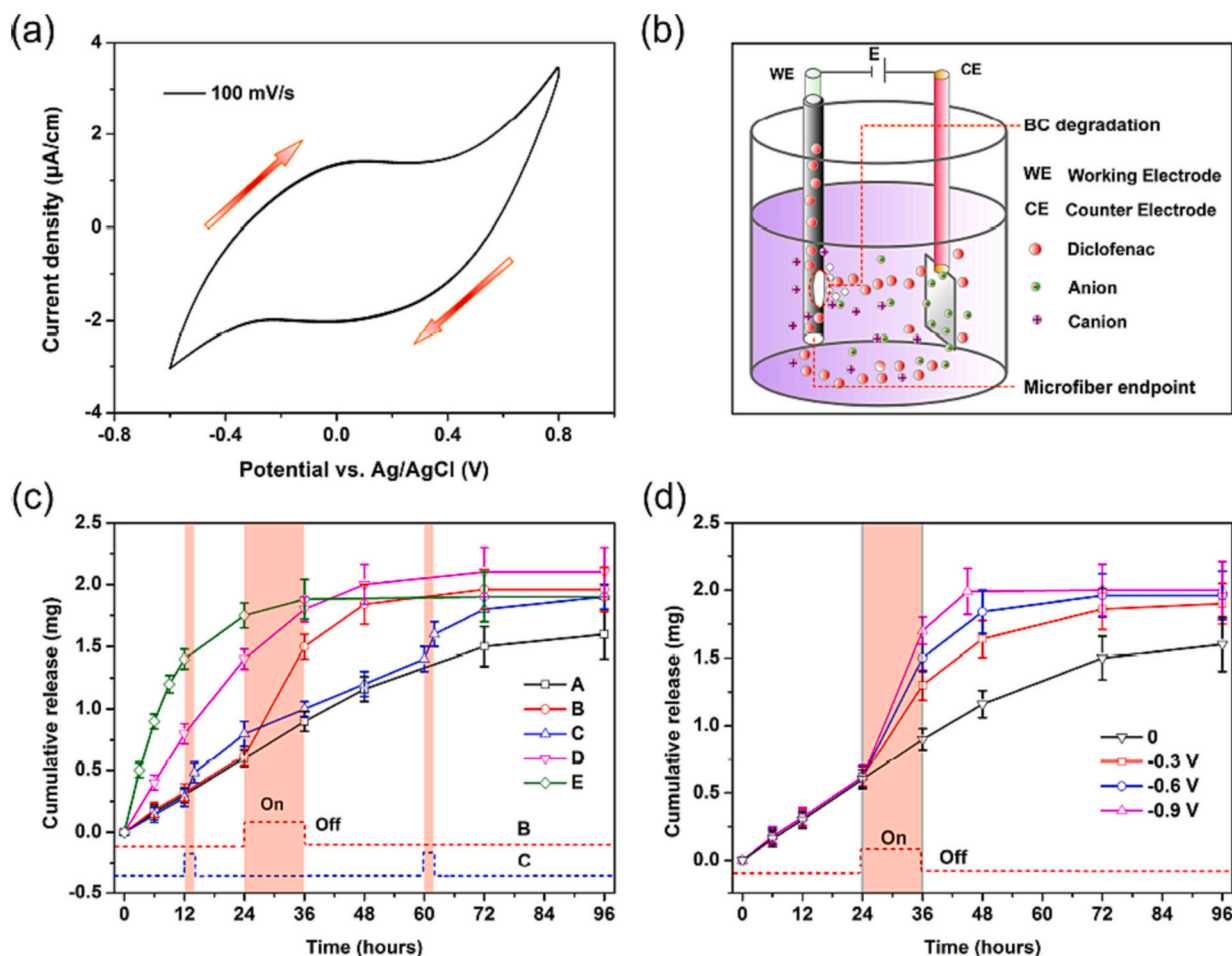 (a)
4
2
0
-2
-4
-0.8
-0.4
0.0
0.4
0.8
Current density (µA/cm)
Potential vs. Ag/AgCl (V)
100 mV/s
(b)
E
WE
CE
BC degradation
WE Working Electrode
CE Counter Electrode
Diclofenac
Anion
Canion
Microfiber endpoint
(c)
2.5
2.0
1.5
1.0
0.5
0.0
-0.5
Cumulative release (mg)
A
B
C
D
E
On
Off
B
C
0 12 24 36 48 60 72 84 96
Time (hours)
(d)
2.5
2.0
1.5
1.0
0.5
0.0
Cumulative release (mg)
0
-0.3 V
-0.6 V
-0.9 V
On
Off
0 12 24 36 48 60 72 84 96
Time (hours)